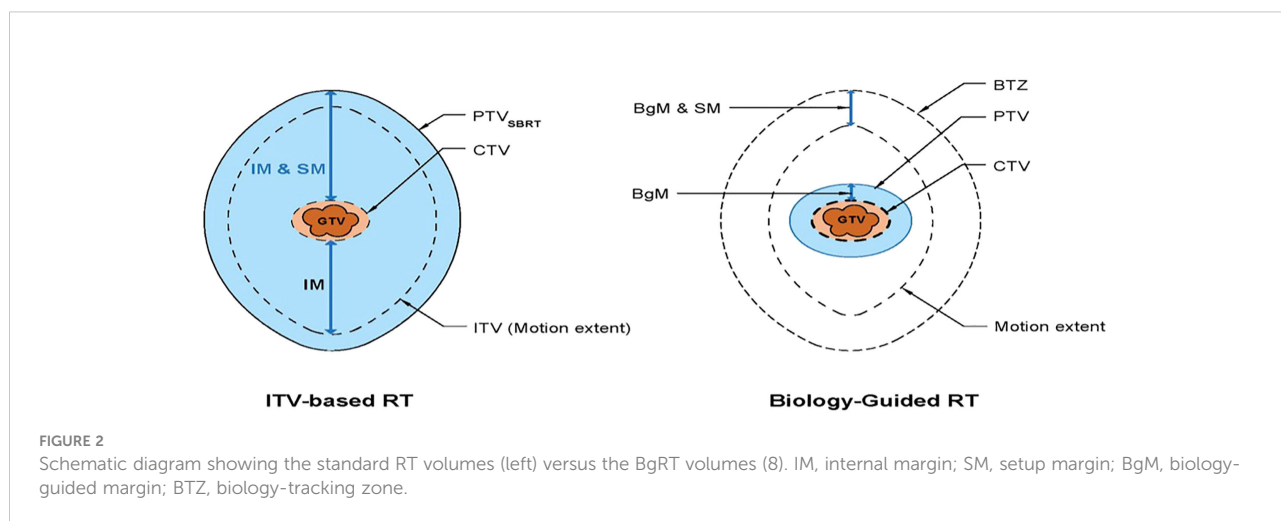 PTVSBRT
CTV
IM & SM
GTV
IM
ITV (Motion extent)
ITV-based RT
BgM & SM
BTZ
PTV
CTV
BgM
GTV
Motion extent
Biology-Guided RT
FIGURE 2
Schematic diagram showing the standard RT volumes (left) versus the BgRT volumes (8). IM, internal margin; SM, setup margin; BgM, biology-
guided margin; BTZ, biology-tracking zone.